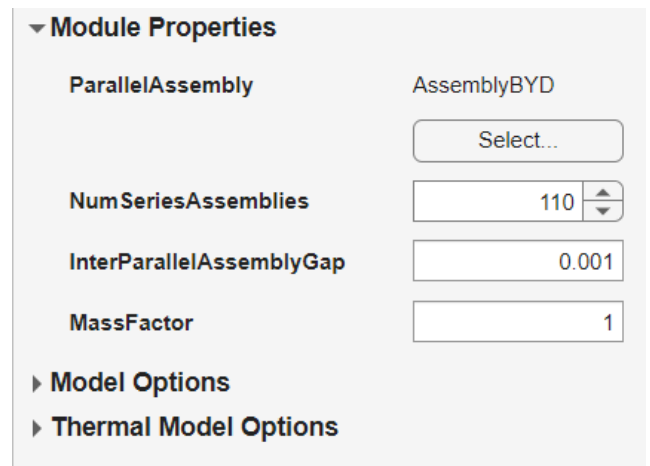 Module Properties
ParallelAssembly AssemblyBYD
Select...
NumSeriesAssemblies 110
InterParallelAssemblyGap 0.001
MassFactor 1
Model Options
Thermal Model Options